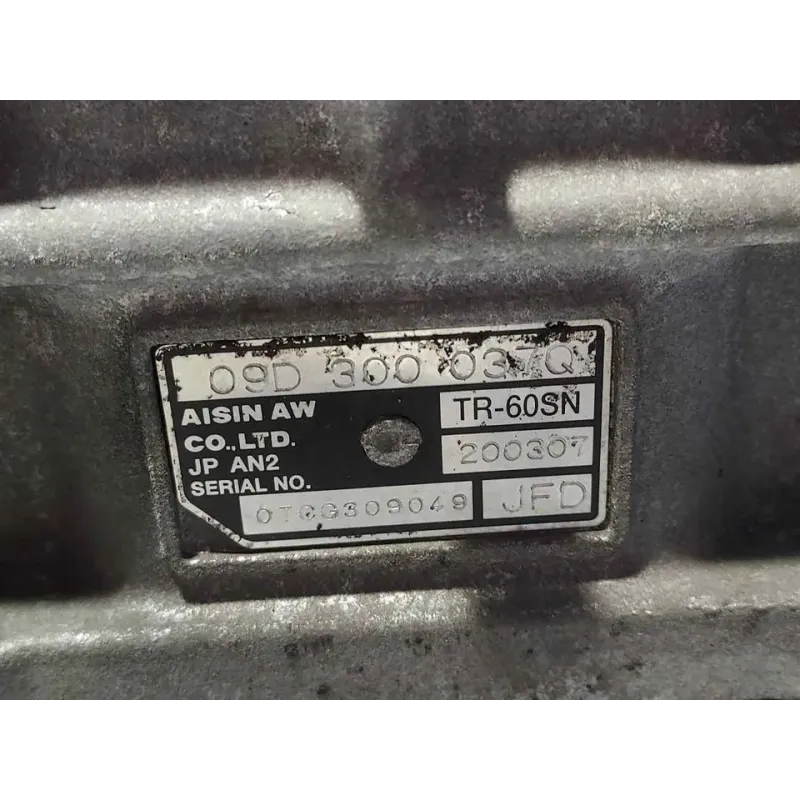 09D 300 037Q
AISIN AW
CO.,LTD.
JP AN2
SERIAL NO.
TR-60SN
200307
0TCG309049
JFD